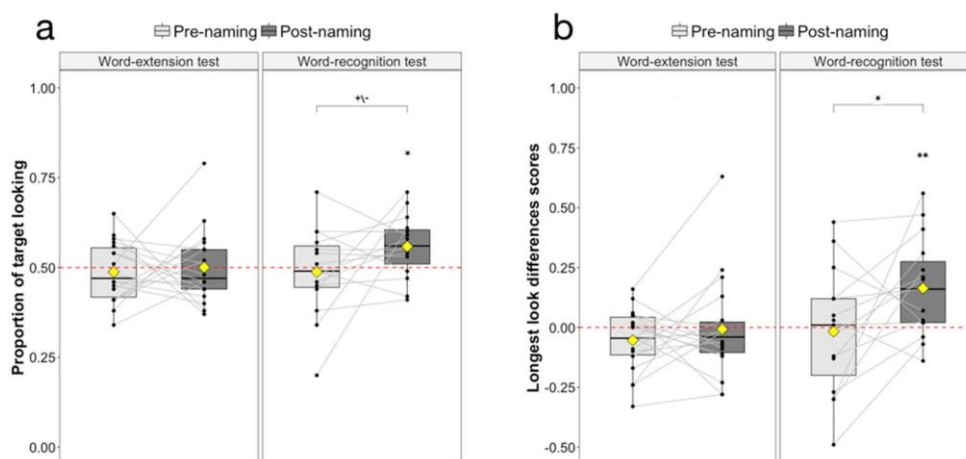 a
Pre-naming Post-naming
Word-extension test Word-recognition test
Proportion of target looking
1.00
0.75
0.50
0.25
0.00
+\-
*
b
Pre-naming Post-naming
Word-extension test Word-recognition test
Longest look differences scores
1.00
0.75
0.50
0.25
0.00
-0.25
-0.50
*
**